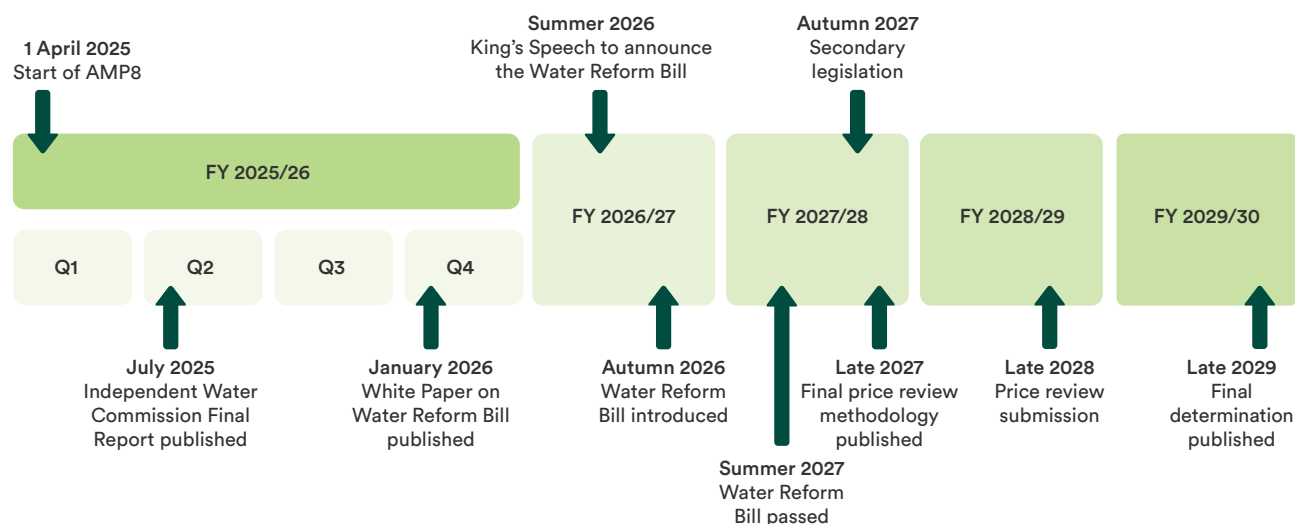 1 April 2025
Start of AMP8
Summer 2026
King’s Speech to announce
the Water Reform Bill
Autumn 2027
Secondary
legislation
FY 2025/26
FY 2026/27
FY 2027/28
FY 2028/29
FY 2029/30
Q1
Q2
Q3
Q4
July 2025
Independent Water
Commission Final
Report published
January 2026
White Paper on
Water Reform Bill
published
Autumn 2026
Water Reform
Bill introduced
Summer 2027
Water Reform
Bill passed
Late 2027
Final price review
methodology
published
Late 2028
Price review
submission
Late 2029
Final
determination
published